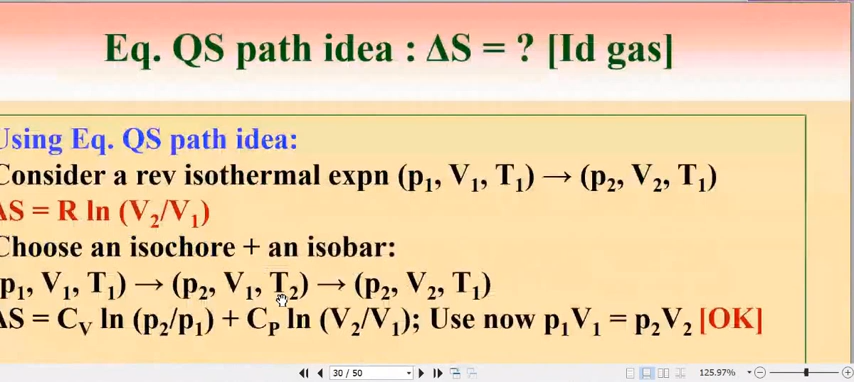 Eq. QS path idea : ΔS = ? [Id gas]
Using Eq. QS path idea:
Consider a rev isothermal expn (p₁, V₁, T₁) → (p₂, V₂, T₁)
ΔS = R ln (V₂/V₁)
Choose an isochore + an isobar:
p₁, V₁, T₁) → (p₂, V₁, T₂) → (p₂, V₂, T₁)
ΔS = Cᵥ ln (p₂/p₁) + Cₚ ln (V₂/V₁); Use now p₁V₁ = p₂V₂ [OK]
30 / 50
125.97%